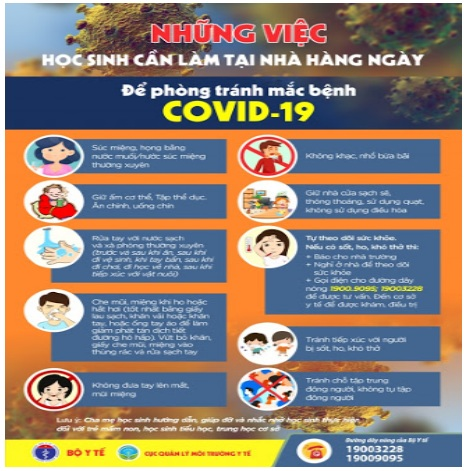 NHỮNG VIỆC
HỌC SINH CẦN LÀM TẠI NHÀ HÀNG NGÀY
Để phòng tránh mắc bệnh
COVID-19
Súc miệng, họng bằng
nước muối/nước súc miệng
thường xuyên
Giữ ấm cơ thể, Tập thể dục.
Ăn chín, uống chín
Rửa tay với nước sạch
và xà phòng thường xuyên
(trước và sau khi ăn, sau khi
đi vệ sinh, khi tay bẩn, sau khi
đi chơi, đi học về nhà, sau khi
tiếp xúc với vật nuôi)
Che mũi, miệng khi ho hoặc
hắt hơi (tốt nhất bằng giấy
lau sạch, khăn vải hoặc khăn
tay, hoặc ống tay áo để làm
giảm phát tán dịch tiết
đường hô hấp). Vứt bỏ khăn,
giấy che mũi, miệng vào
thùng rác và rửa sạch tay
Không đưa tay lên mắt,
mũi miệng
Không khạc, nhổ bừa bãi
Giữ nhà cửa sạch sẽ,
thông thoáng, sử dụng quạt,
không sử dụng điều hòa
Tự theo dõi sức khỏe.
Nếu có sốt, ho, khó thở thì:
+ Báo cho nhà trường
+ Nghỉ ở nhà để theo dõi
sức khỏe
+ Gọi điện cho đường dây
nóng 1900.9095; 19003228
để được tư vấn. Đến cơ sở
y tế để được khám, điều trị
Tránh tiếp xúc với người
bị sốt, ho, khó thở
Tránh chỗ tập trung
đông người, không tụ tập
đông người
Lưu ý: Cha mẹ học sinh hướng dẫn, giúp đỡ và nhắc nhở học sinh thực hiện
đối với trẻ mầm non, học sinh tiểu học, trung học cơ sở
BỘ Y TẾ
CỤC QUẢN LÝ MÔI TRƯỜNG Y TẾ
Đường dây nóng của Bộ Y tế
19003228
19009095